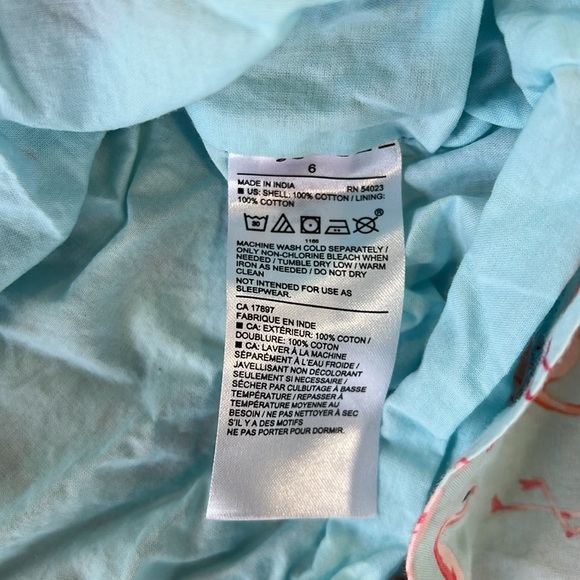 6
MADE IN INDIA RN 54023
■ US: SHELL: 100% COTTON / LINING:
100% COTTON
30
1166
MACHINE WASH COLD SEPARATELY /
ONLY NON-CHLORINE BLEACH WHEN
NEEDED / TUMBLE DRY LOW / WARM
IRON AS NEEDED / DO NOT DRY
CLEAN
NOT INTENDED FOR USE AS
SLEEPWEAR.
CA 17897
FABRIQUE EN INDE
■ CA: EXTÉRIEUR: 100% COTON /
DOUBLURE: 100% COTON
■ CA: LAVER À LA MACHINE
SÉPARÉMENT À L'EAU FROIDE /
JAVELLISANT NON DÉCOLORANT
SEULEMENT SI NECESSAIRE /
SÉCHER PAR CULBUTAGE À BASSE
TEMPÉRATURE / REPASSER À
TEMPÉRATURE MOYENNE AU
BESOIN / NE PAS NETTOYER À SEC
S'IL Y A DES MOTIFS
NE PAS PORTER POUR DORMIR.